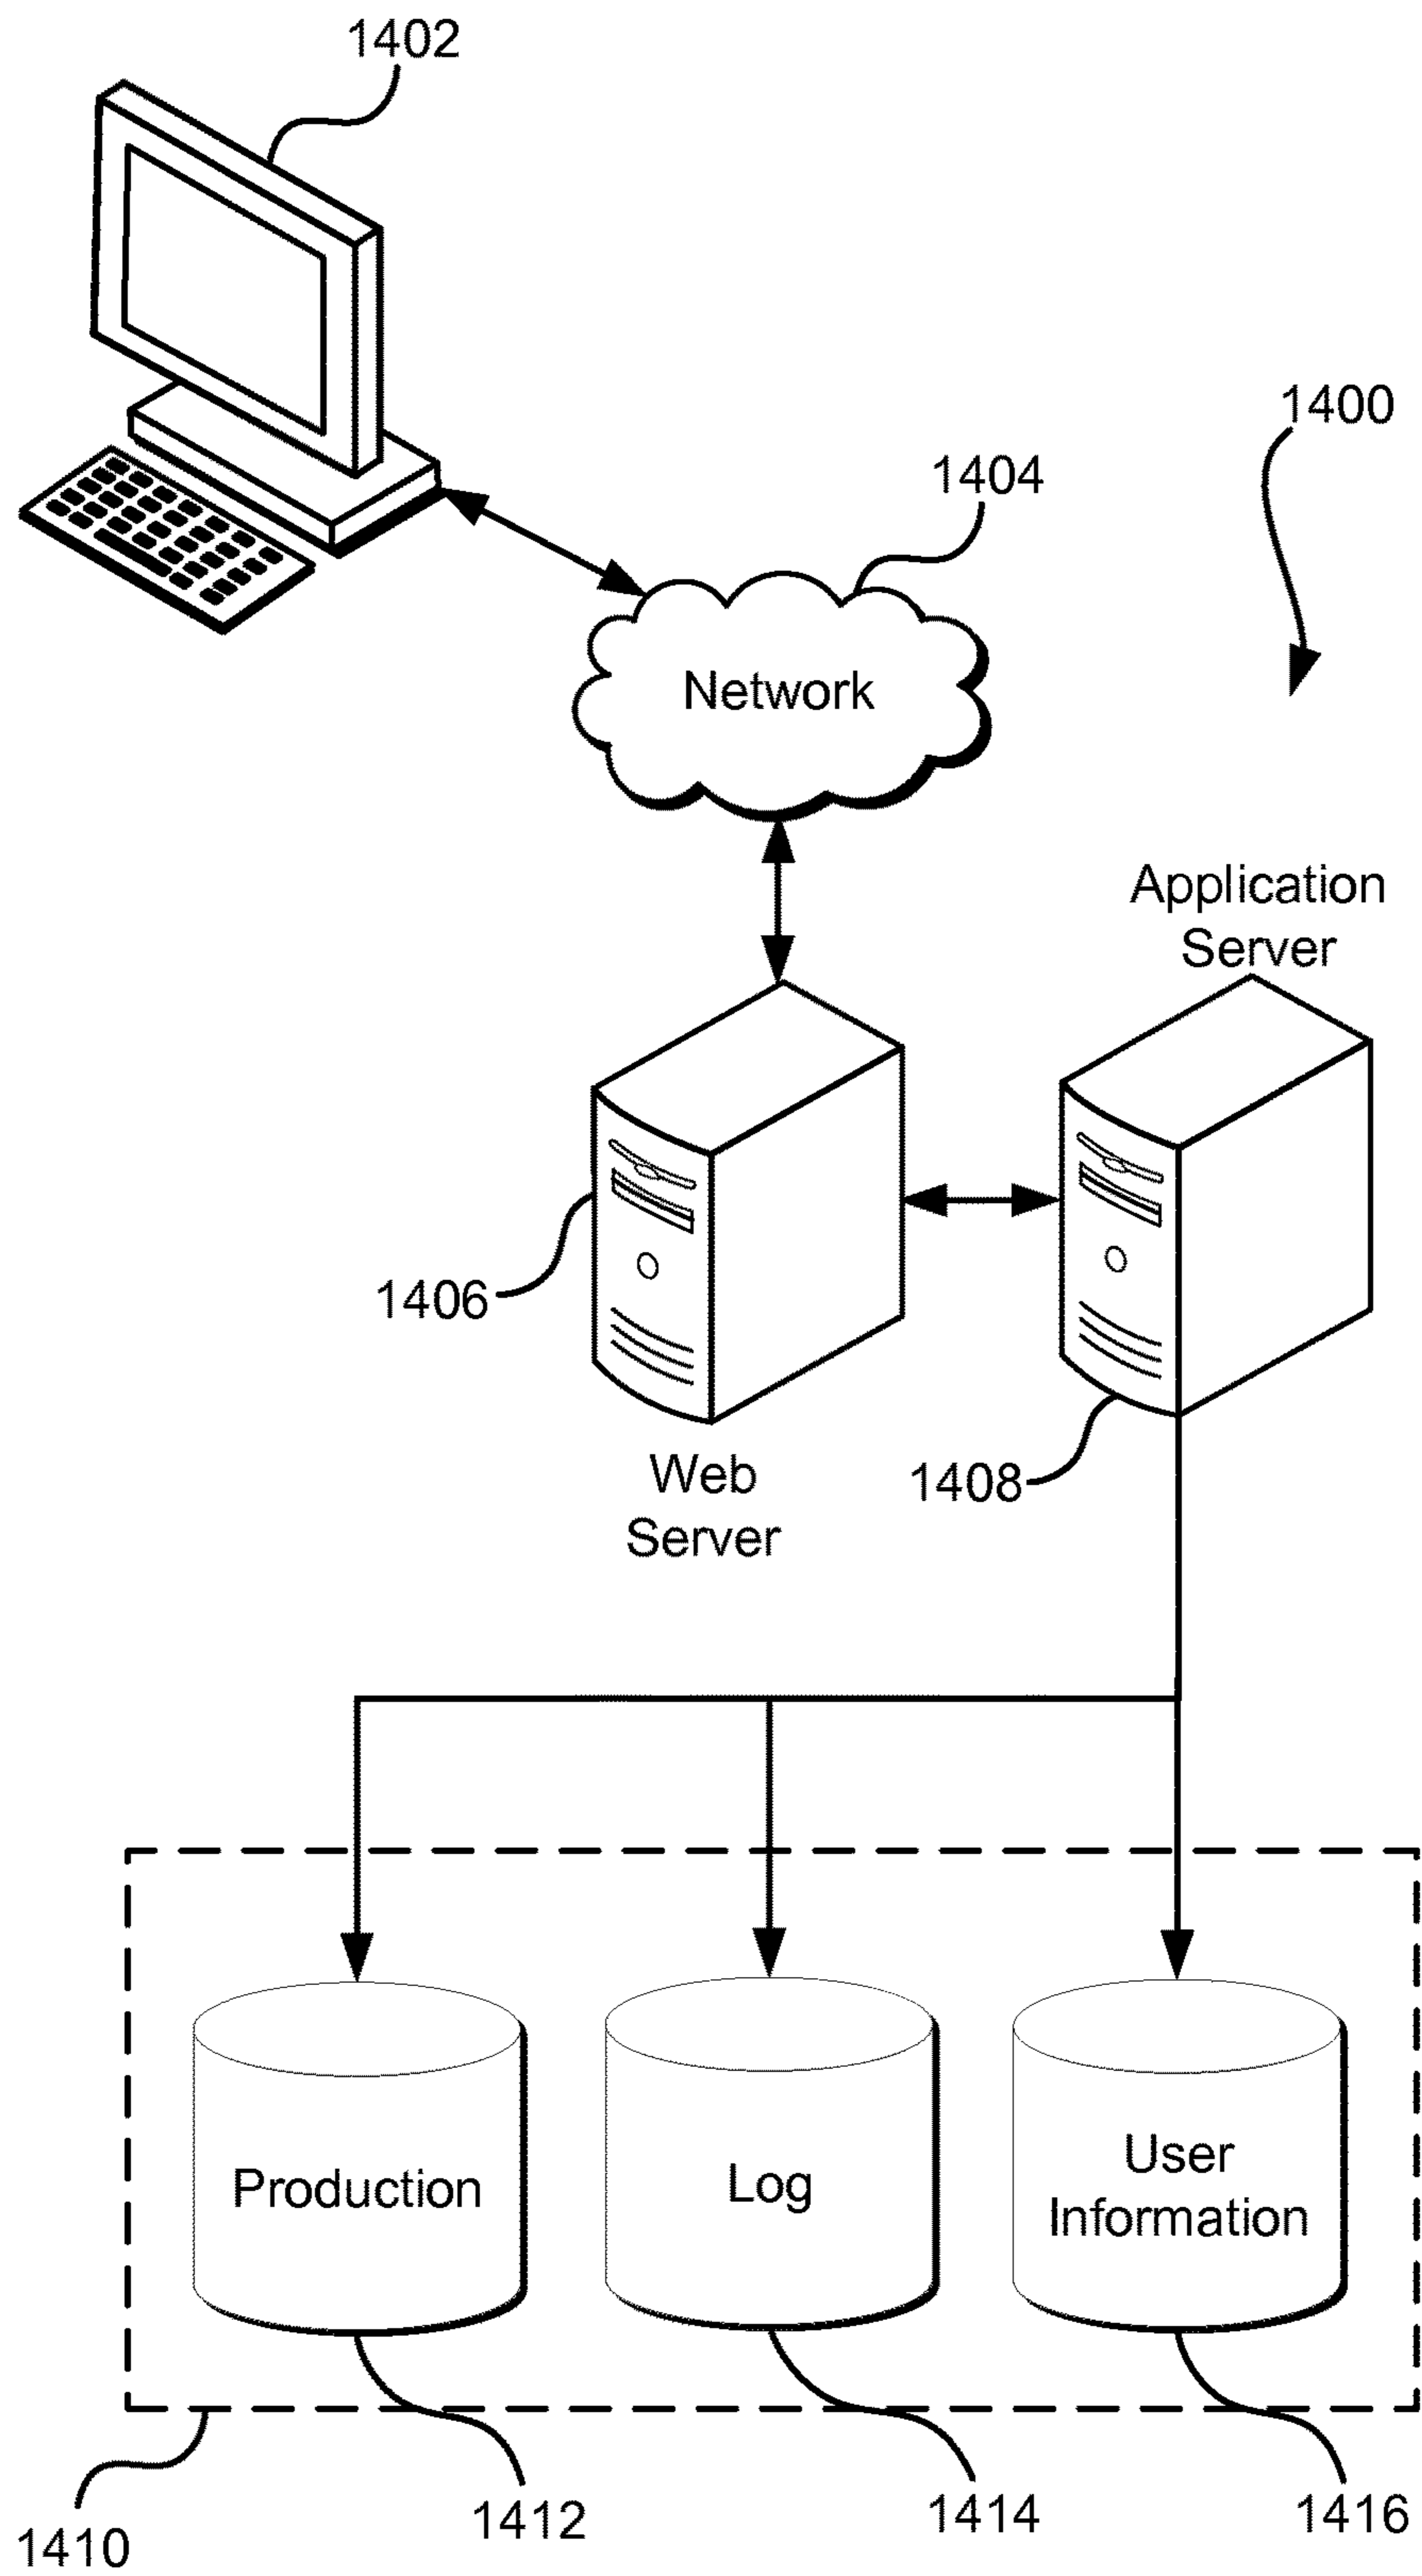 1402
1400
1404
Network
Application
Server
1406
Web
Server
1408
Production
Log
User
Information
1410
1412
1414
1416